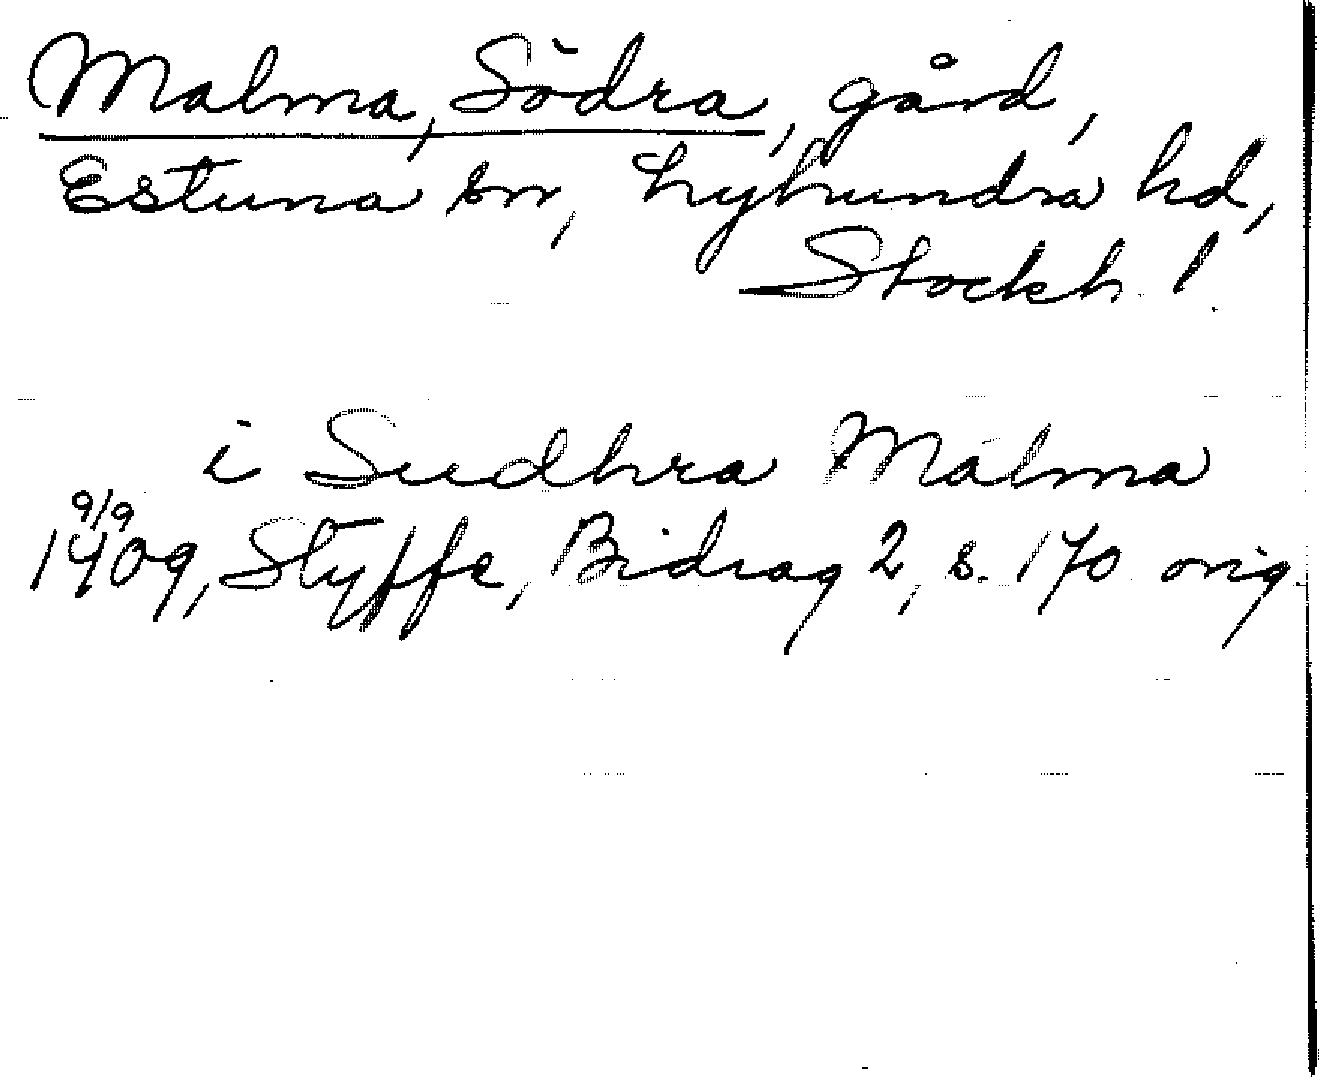 Malma, Södra, gård,
Estuna sn, Lyhundra hd,
Stockh. l.
i Sudhra Malma
9/9
1409, Styffe, Bidrag 2, s. 170 orig.